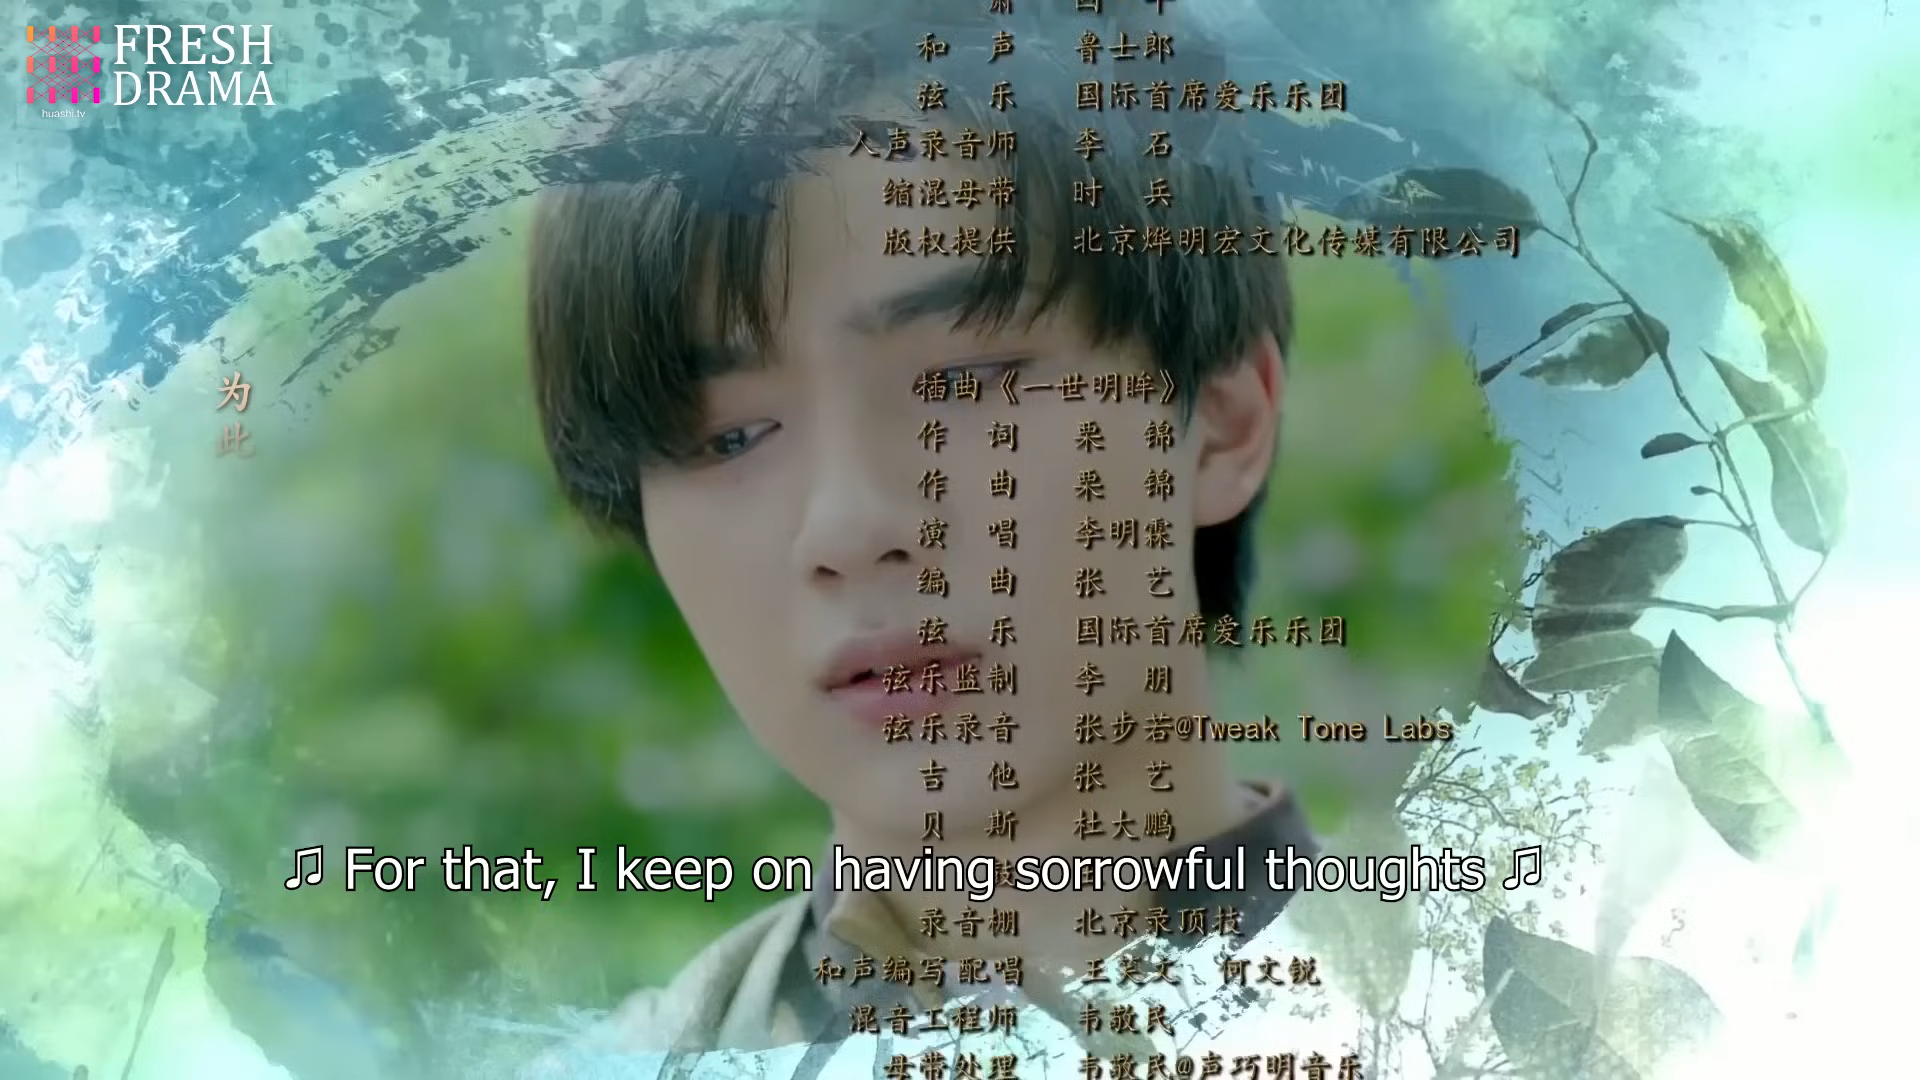 FRESH
DRAMA
huashi.tv
和 声 鲁士郎
弦 乐 国际首席爱乐乐团
人声录音师 李 石
缩混母带 时 兵
版权提供 北京烨明宏文化传媒有限公司
为此
插曲《一世明眸》
作 词 栗 锦
作 曲 栗 锦
演 唱 李明霖
编 曲 张 艺
弦 乐 国际首席爱乐乐团
弦乐监制 李 朋
弦乐录音 张步若@Tweak Tone Labs
吉 他 张 艺
贝 斯 杜大鹏
♫ For that, I keep on having sorrowful thoughts ♫
录音棚 北京录顶技
和声编写配唱 王笑文 何文锐
混音工程师 韦敬民
母带处理 韦敬民@声巧明音乐